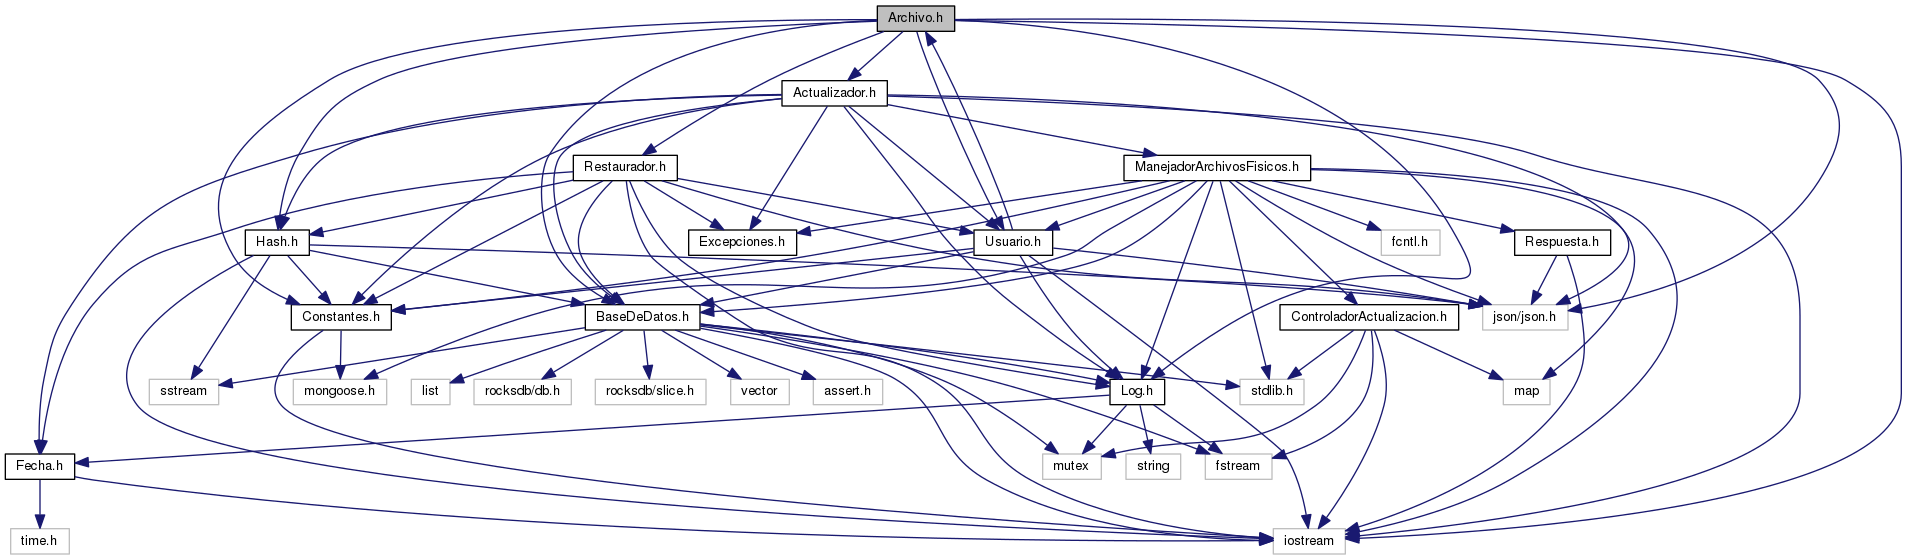 Archivo.h
Actualizador.h
Restaurador.h
ManejadorArchivosFisicos.h
Hash.h
Excepciones.h
Usuario.h
fcntl.h
Respuesta.h
Constantes.h
BaseDeDatos.h
ControladorActualizacion.h
json/json.h
sstream
mongoose.h
list
rocksdb/db.h
rocksdb/slice.h
vector
assert.h
Log.h
stdlib.h
map
Fecha.h
mutex
string
fstream
time.h
iostream